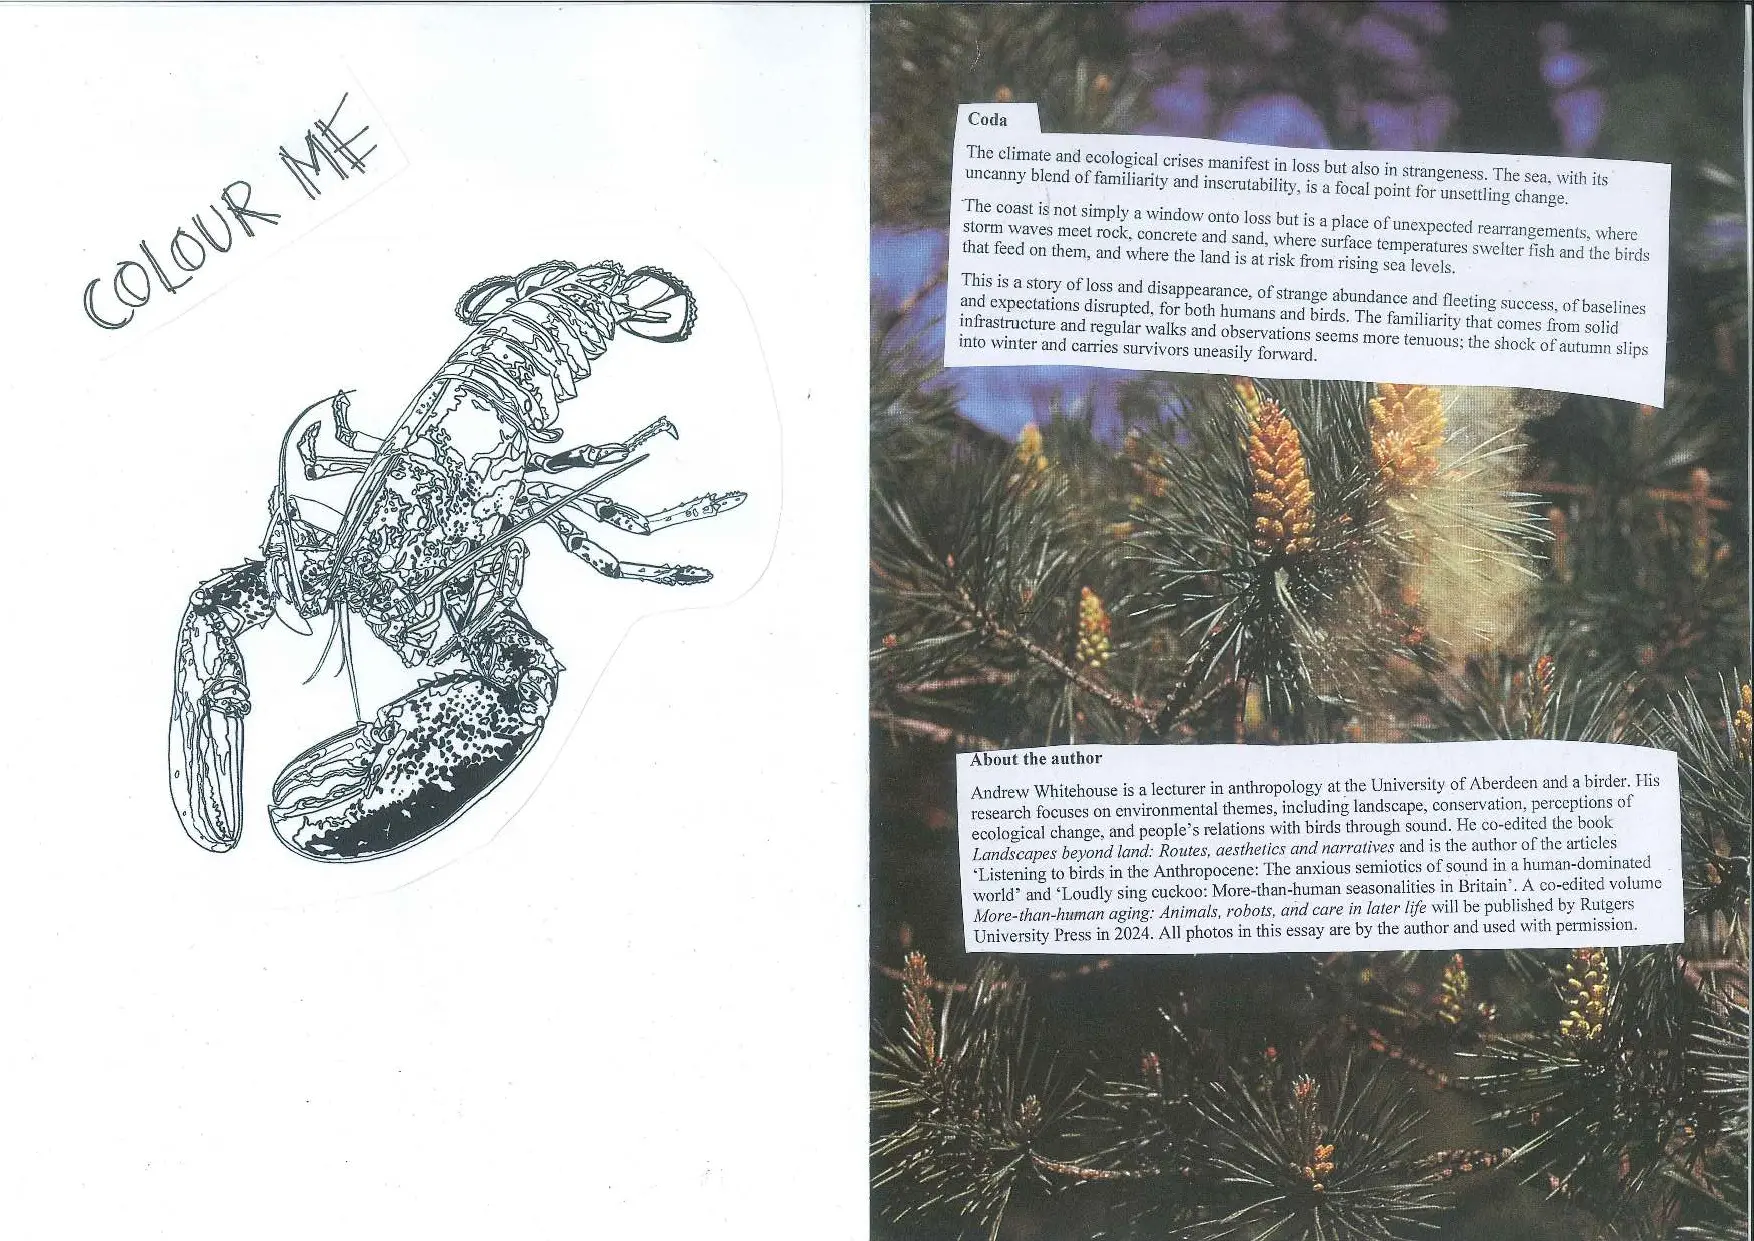 COLOUR ME
Coda
The climate and ecological crises manifest in loss but also in strangeness. The sea, with its
uncanny blend of familiarity and inscrutability, is a focal point for unsettling change.
The coast is not simply a window onto loss but is a place of unexpected rearrangements, where
storm waves meet rock, concrete and sand, where surface temperatures swelter fish and the birds
that feed on them, and where the land is at risk from rising sea levels.
This is a story of loss and disappearance, of strange abundance and fleeting success, of baselines
and expectations disrupted, for both humans and birds. The familiarity that comes from solid
infrastructure and regular walks and observations seems more tenuous; the shock of autumn slips
into winter and carries survivors uneasily forward.
About the author
Andrew Whitehouse is a lecturer in anthropology at the University of Aberdeen and a birder. His
research focuses on environmental themes, including landscape, conservation, perceptions of
ecological change, and people’s relations with birds through sound. He co-edited the book
Landscapes beyond land: Routes, aesthetics and narratives and is the author of the articles
‘Listening to birds in the Anthropocene: The anxious semiotics of sound in a human-dominated
world’ and ‘Loudly sing cuckoo: More-than-human seasonalities in Britain’. A co-edited volume
More-than-human aging: Animals, robots, and care in later life will be published by Rutgers
University Press in 2024. All photos in this essay are by the author and used with permission.